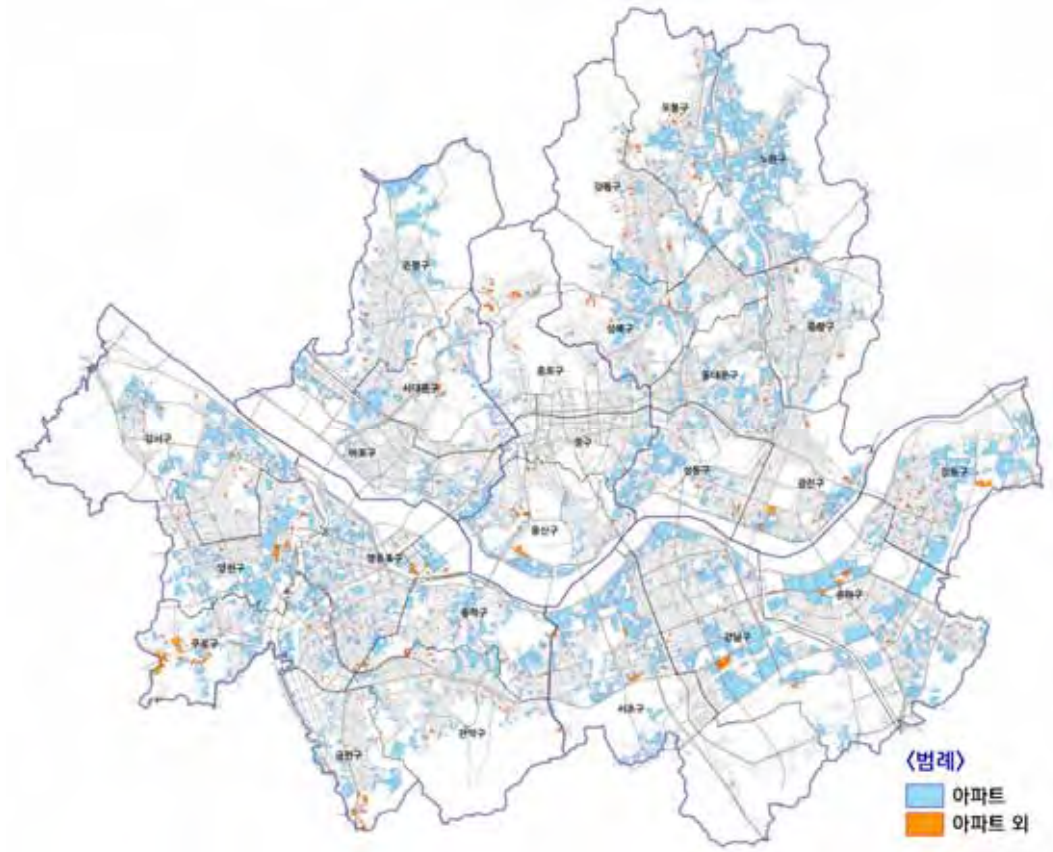 도봉구
노원구
강북구
은평구
성북구
중랑구
종로구
동대문구
서대문구
강서구
마포구
중구
성동구
광진구
강동구
용산구
양천구
영등포구
송파구
동작구
구로구
강남구
서초구
관악구
금천구
<범례>
아파트
아파트 외